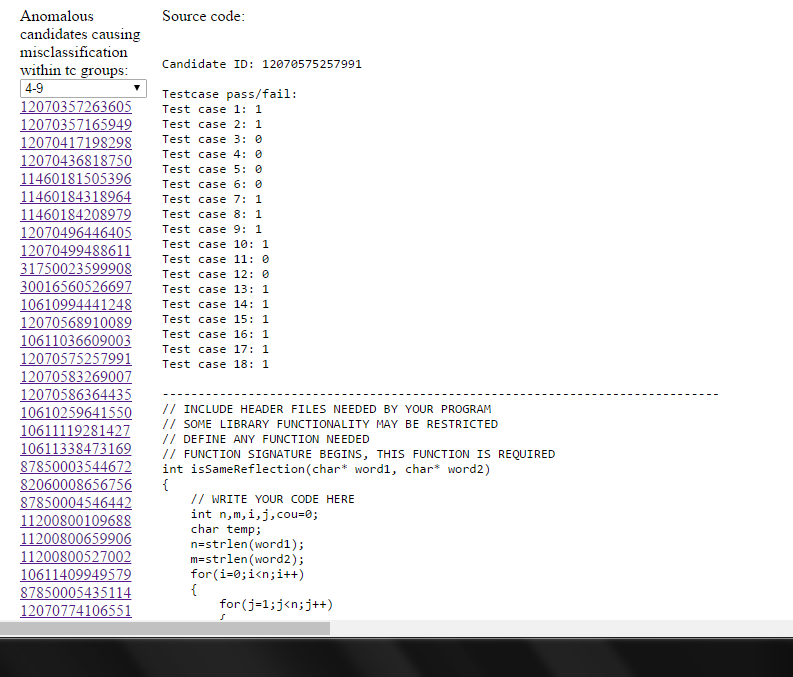 Anomalous
candidates causing
misclassification
within tc groups:
4-9
12070357263605
12070357165949
12070417198298
12070436818750
11460181505396
11460184318964
11460184208979
12070496446405
12070499488611
31750023599908
30016560526697
10610994441248
12070568910089
10611036609003
12070575257991
12070583269007
12070586364435
10610259641550
10611119281427
10611338473169
87850003544672
82060008656756
87850004546442
11200800109688
11200800659906
11200800527002
10611409949579
87850005435114
12070774106551
Source code:
Candidate ID: 12070575257991
Testcase pass/fail:
Test case 1: 1
Test case 2: 1
Test case 3: 0
Test case 4: 0
Test case 5: 0
Test case 6: 0
Test case 7: 1
Test case 8: 1
Test case 9: 1
Test case 10: 1
Test case 11: 0
Test case 12: 0
Test case 13: 1
Test case 14: 1
Test case 15: 1
Test case 16: 1
Test case 17: 1
Test case 18: 1
------------------------------------------------------------------------------
// INCLUDE HEADER FILES NEEDED BY YOUR PROGRAM
// SOME LIBRARY FUNCTIONALITY MAY BE RESTRICTED
// DEFINE ANY FUNCTION NEEDED
// FUNCTION SIGNATURE BEGINS, THIS FUNCTION IS REQUIRED
int isSameReflection(char* word1, char* word2)
{
    // WRITE YOUR CODE HERE
    int n,m,i,j,cou=0;
    char temp;
    n=strlen(word1);
    m=strlen(word2);
    for(i=0;i<n;i++)
    {
        for(j=1;j<n;j++)
        {